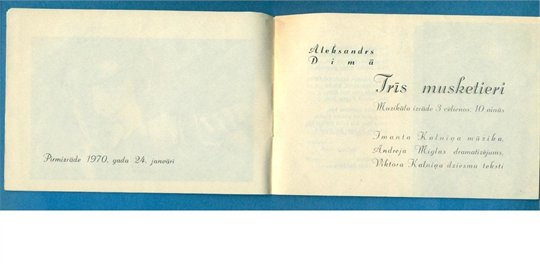 Pirmizrāde 1970. gada 24. janvāri
Aleksandrs
Dimā
Trīs musketieri
Muzikāla izrāde 3 cēlienos, 10 ainās
Imanta Kalniņa mūzika,
Andreja Miglas dramatizējums,
Viktora Kalniņa dziesmu teksti